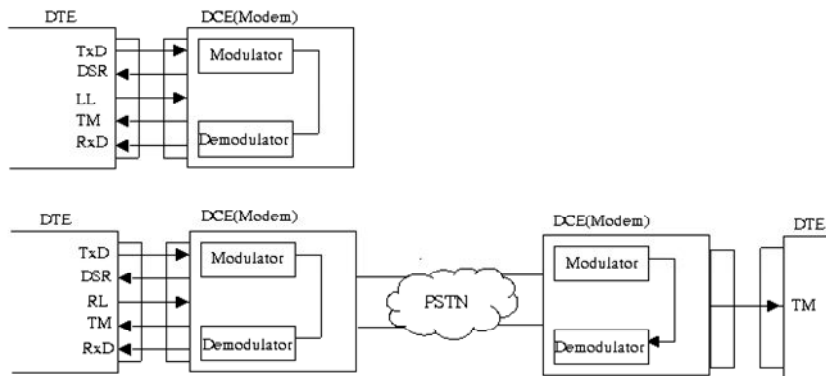 DTE
DCE(Modem)
TxD
Modulator
DSR
LL
TM
RxD
Demodulator
DTE
DCE(Modem)
DCE(Modem)
DTE
TxD
Modulator
Modulator
DSR
RL
PSTN
TM
TM
RxD
Demodulator
Demodulator